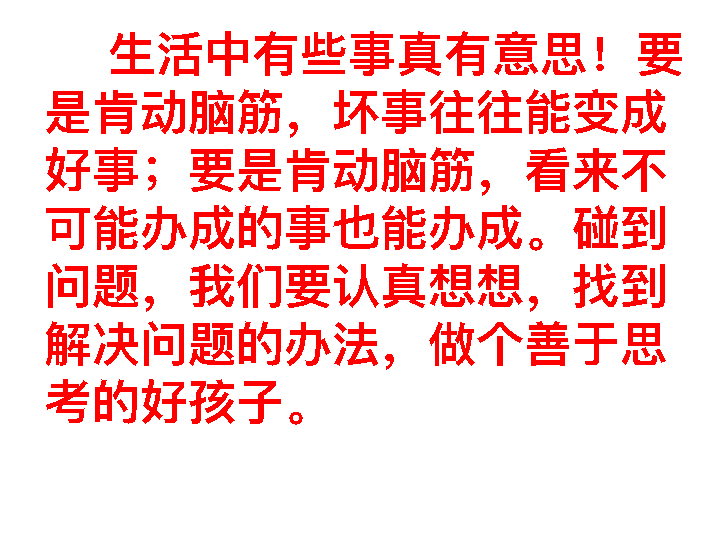 生活中有些事真有意思！要
是肯动脑筋，坏事往往能变成
好事；要是肯动脑筋，看来不
可能办成的事也能办成。碰到
问题，我们要认真想想，找到
解决问题的办法，做个善于思
考的好孩子。